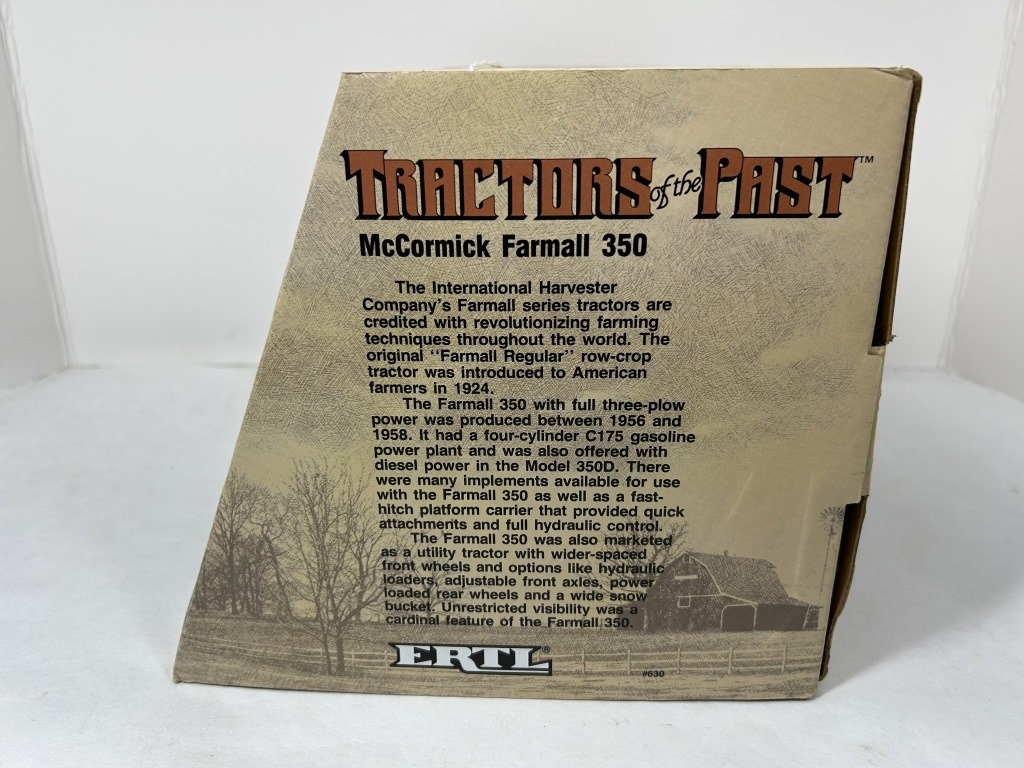 TRACTORS of the PAST™
McCormick Farmall 350
The International Harvester
Company's Farmall series tractors are
credited with revolutionizing farming
techniques throughout the world. The
original "Farmall Regular" row-crop
tractor was introduced to American
farmers in 1924.
The Farmall 350 with full three-plow
power was produced between 1956 and
1958. It had a four-cylinder C175 gasoline
power plant and was also offered with
diesel power in the Model 350D. There
were many implements available for use
with the Farmall 350 as well as a fast-
hitch platform carrier that provided quick
attachments and full hydraulic control.
The Farmall 350 was also marketed
as a utility tractor with wider-spaced
front wheels and options like hydraulic
loaders, adjustable front axles, power
loaded rear wheels and a wide snow
bucket. Unrestricted visibility was a
cardinal feature of the Farmall 350.
ERTL®
#630